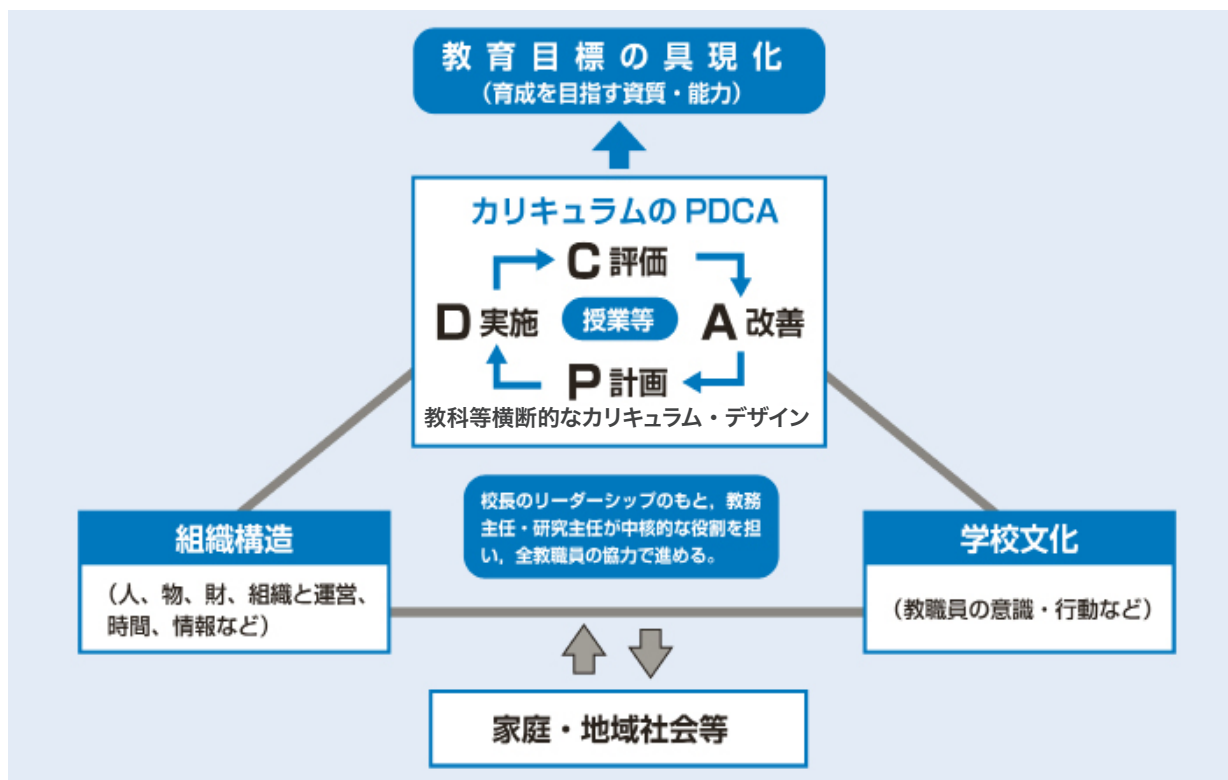 教育目標の具現化
（育成を目指す資質・能力）
カリキュラムの PDCA
C 評価
D 実施
授業等
A 改善
P 計画
教科等横断的なカリキュラム・デザイン
校長のリーダーシップのもと，教務
主任・研究主任が中核的な役割を担
い，全教職員の協力で進める。
組織構造
（人、物、財、組織と運営、
時間、情報など）
学校文化
（教職員の意識・行動など）
家庭・地域社会等